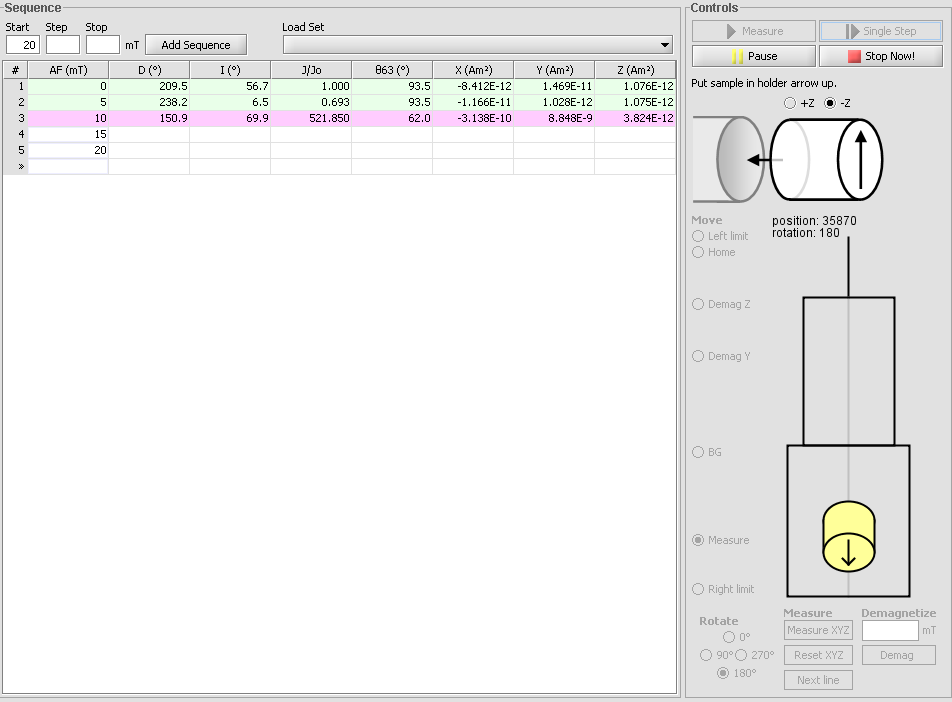 Sequence
Start Step Stop Load Set
20 mT Add Sequence
# AF (mT) D (°) I (°) J/Jo θ63 (°) X (Am²) Y (Am²) Z (Am²)
1 0 209.5 56.7 1.000 93.5 -8.412E-12 1.469E-11 1.076E-12
2 5 238.2 6.5 0.693 93.5 -1.166E-11 1.028E-12 1.075E-12
3 10 150.9 69.9 521.850 62.0 -3.138E-10 8.848E-9 3.824E-12
4 15
5 20
»
Controls
Measure Single Step
Pause Stop Now!
Put sample in holder arrow up.
+Z -Z
Move
position: 35870
rotation: 180
Left limit
Home
Demag Z
Demag Y
BG
Measure
Right limit
Rotate
0°
90° 270°
180°
Measure
Measure XYZ
Reset XYZ
Next line
Demagnetize
mT
Demag